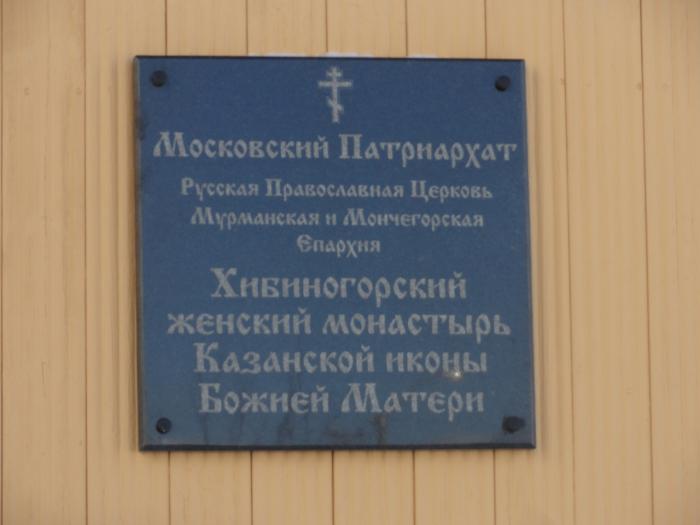 Московский Патриархат
Русская Православная Церковь
Мурманская и Мончегорская
Епархия
Хибиногорский
женский монастырь
Казанской иконы
Божией Матери